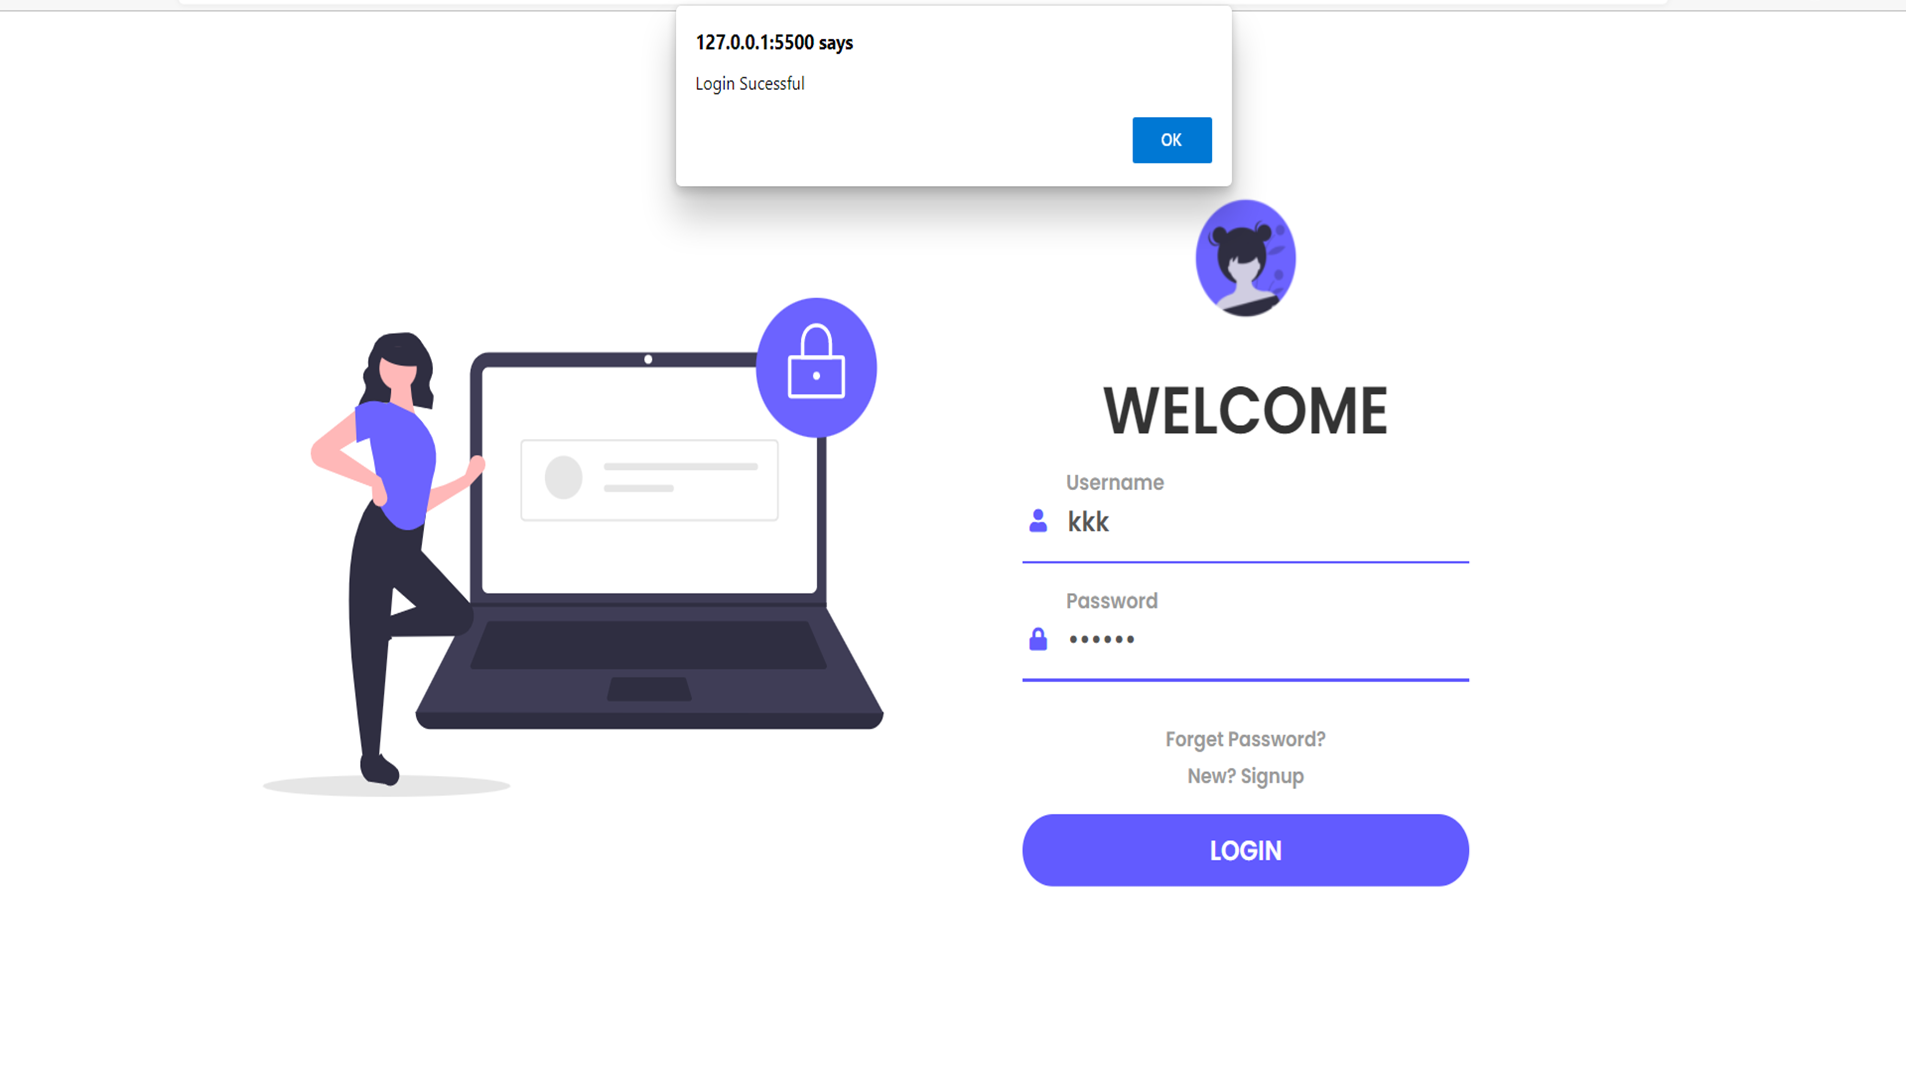 127.0.0.1:5500 says
Login Sucessful
OK
WELCOME
Username
kkk
Password
••••••
Forget Password?
New? Signup
LOGIN